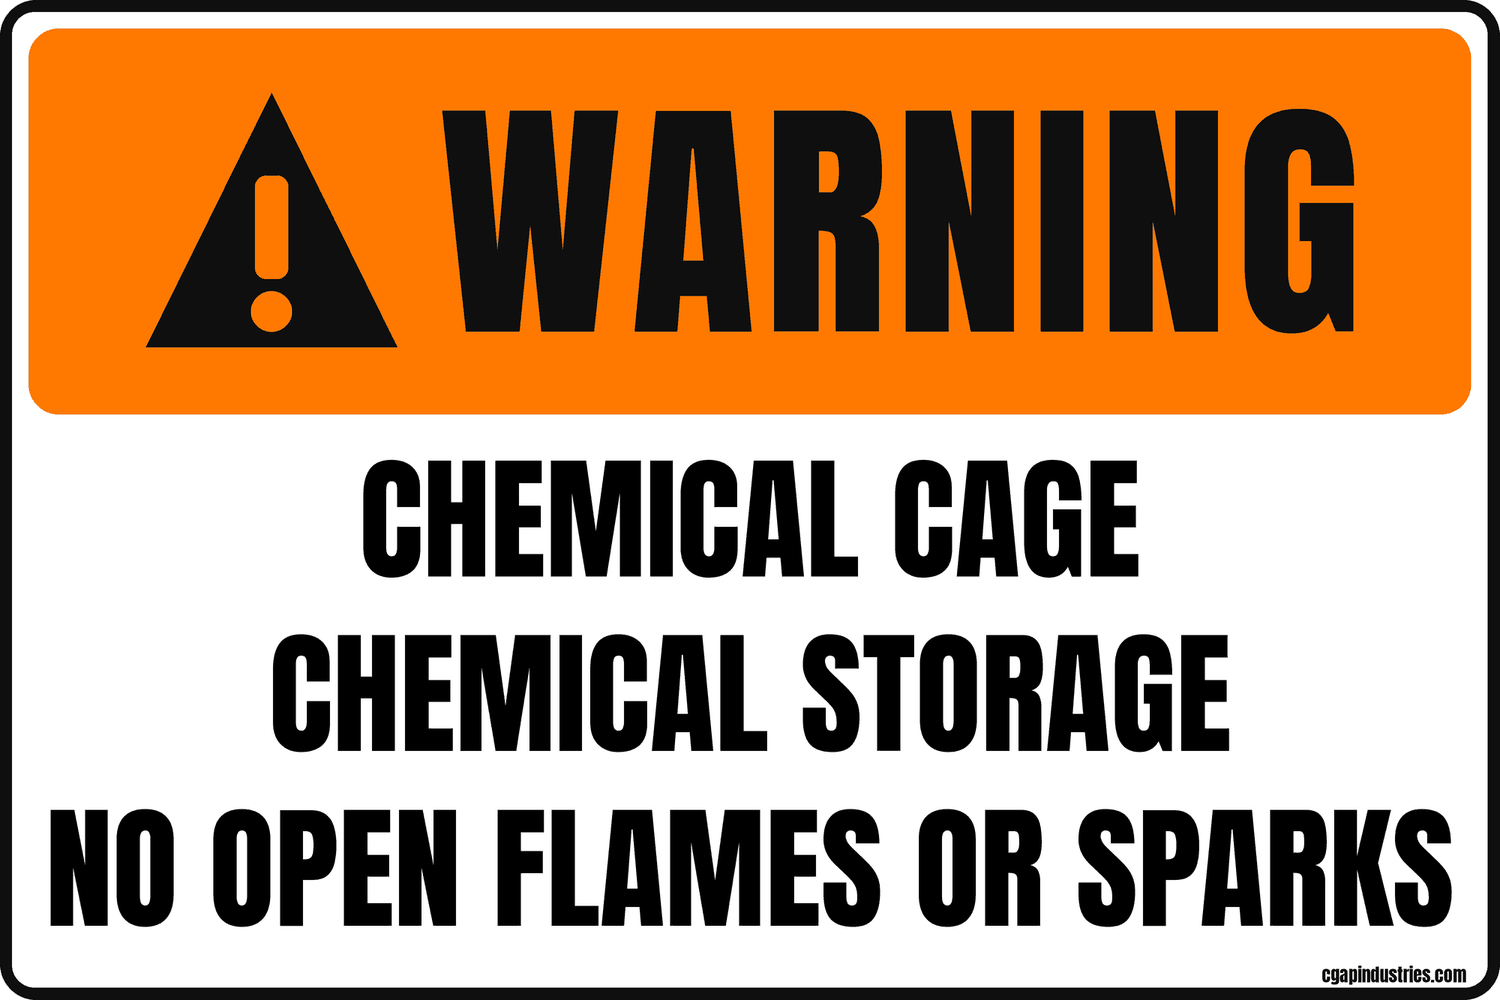 WARNING
CHEMICAL CAGE
CHEMICAL STORAGE
NO OPEN FLAMES OR SPARKS
cgapindustries.com